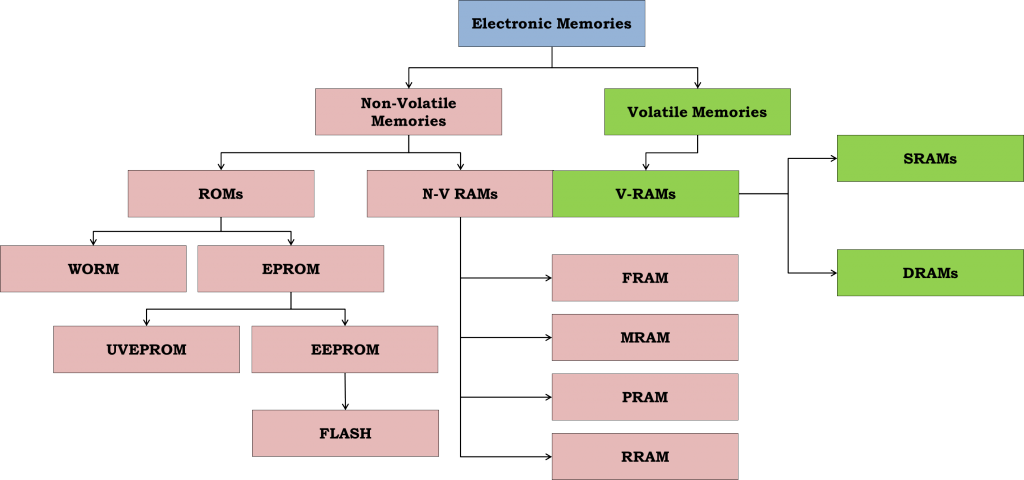 Electronic Memories
Non-Volatile
Memories
Volatile Memories
SRAMs
ROMs
N-V RAMs
V-RAMs
WORM
EPROM
FRAM
DRAMs
MRAM
UVEPROM
EEPROM
PRAM
FLASH
RRAM